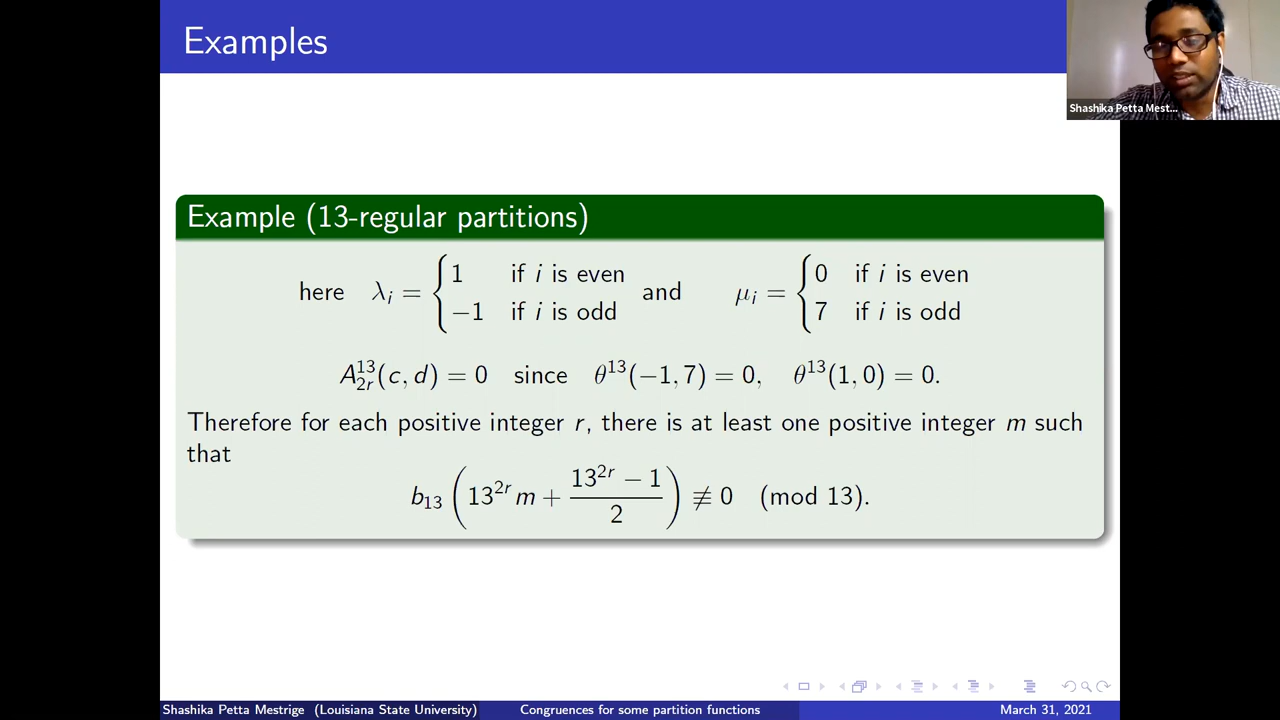 Examples
Shashika Petta Mest...
Example (13-regular partitions)
here λ_i = { 1 if i is even and μ_i = { 0 if i is even
−1 if i is odd 7 if i is odd
A^{13}_{2r}(c, d) = 0 since θ^{13}(−1, 7) = 0, θ^{13}(1, 0) = 0.
Therefore for each positive integer r, there is at least one positive integer m such
that
b_{13} ( 13^{2r} m + \frac{13^{2r} − 1}{2} ) ≢ 0 (mod 13).
Shashika Petta Mestrige (Louisiana State University) Congruences for some partition functions March 31, 2021